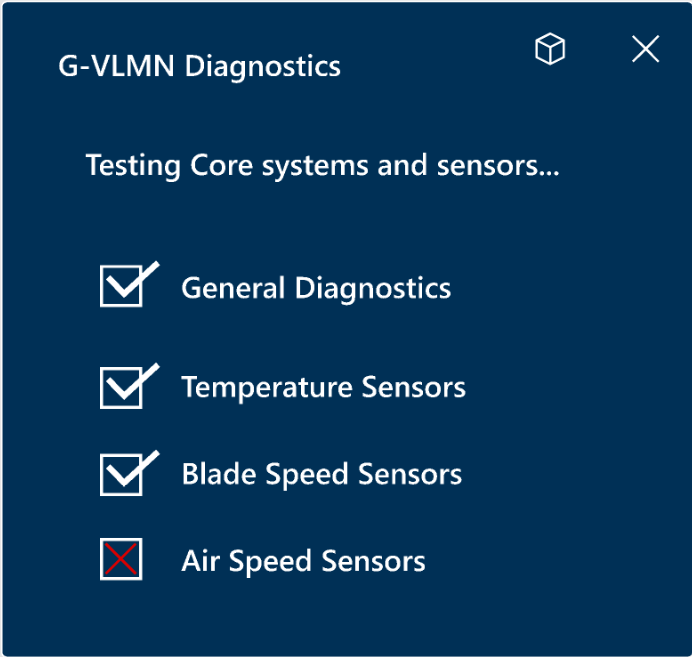 G-VLMN Diagnostics
Testing Core systems and sensors...
General Diagnostics
Temperature Sensors
Blade Speed Sensors
Air Speed Sensors